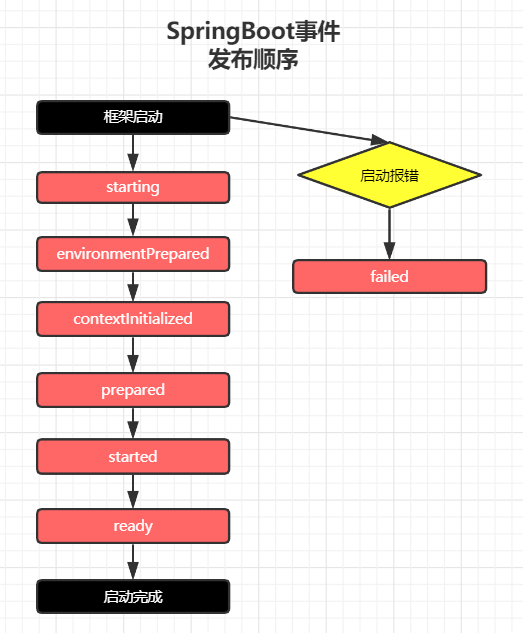 SpringBoot事件
发布顺序
框架启动
starting
environmentPrepared
contextInitialized
prepared
started
ready
启动完成
启动报错
failed